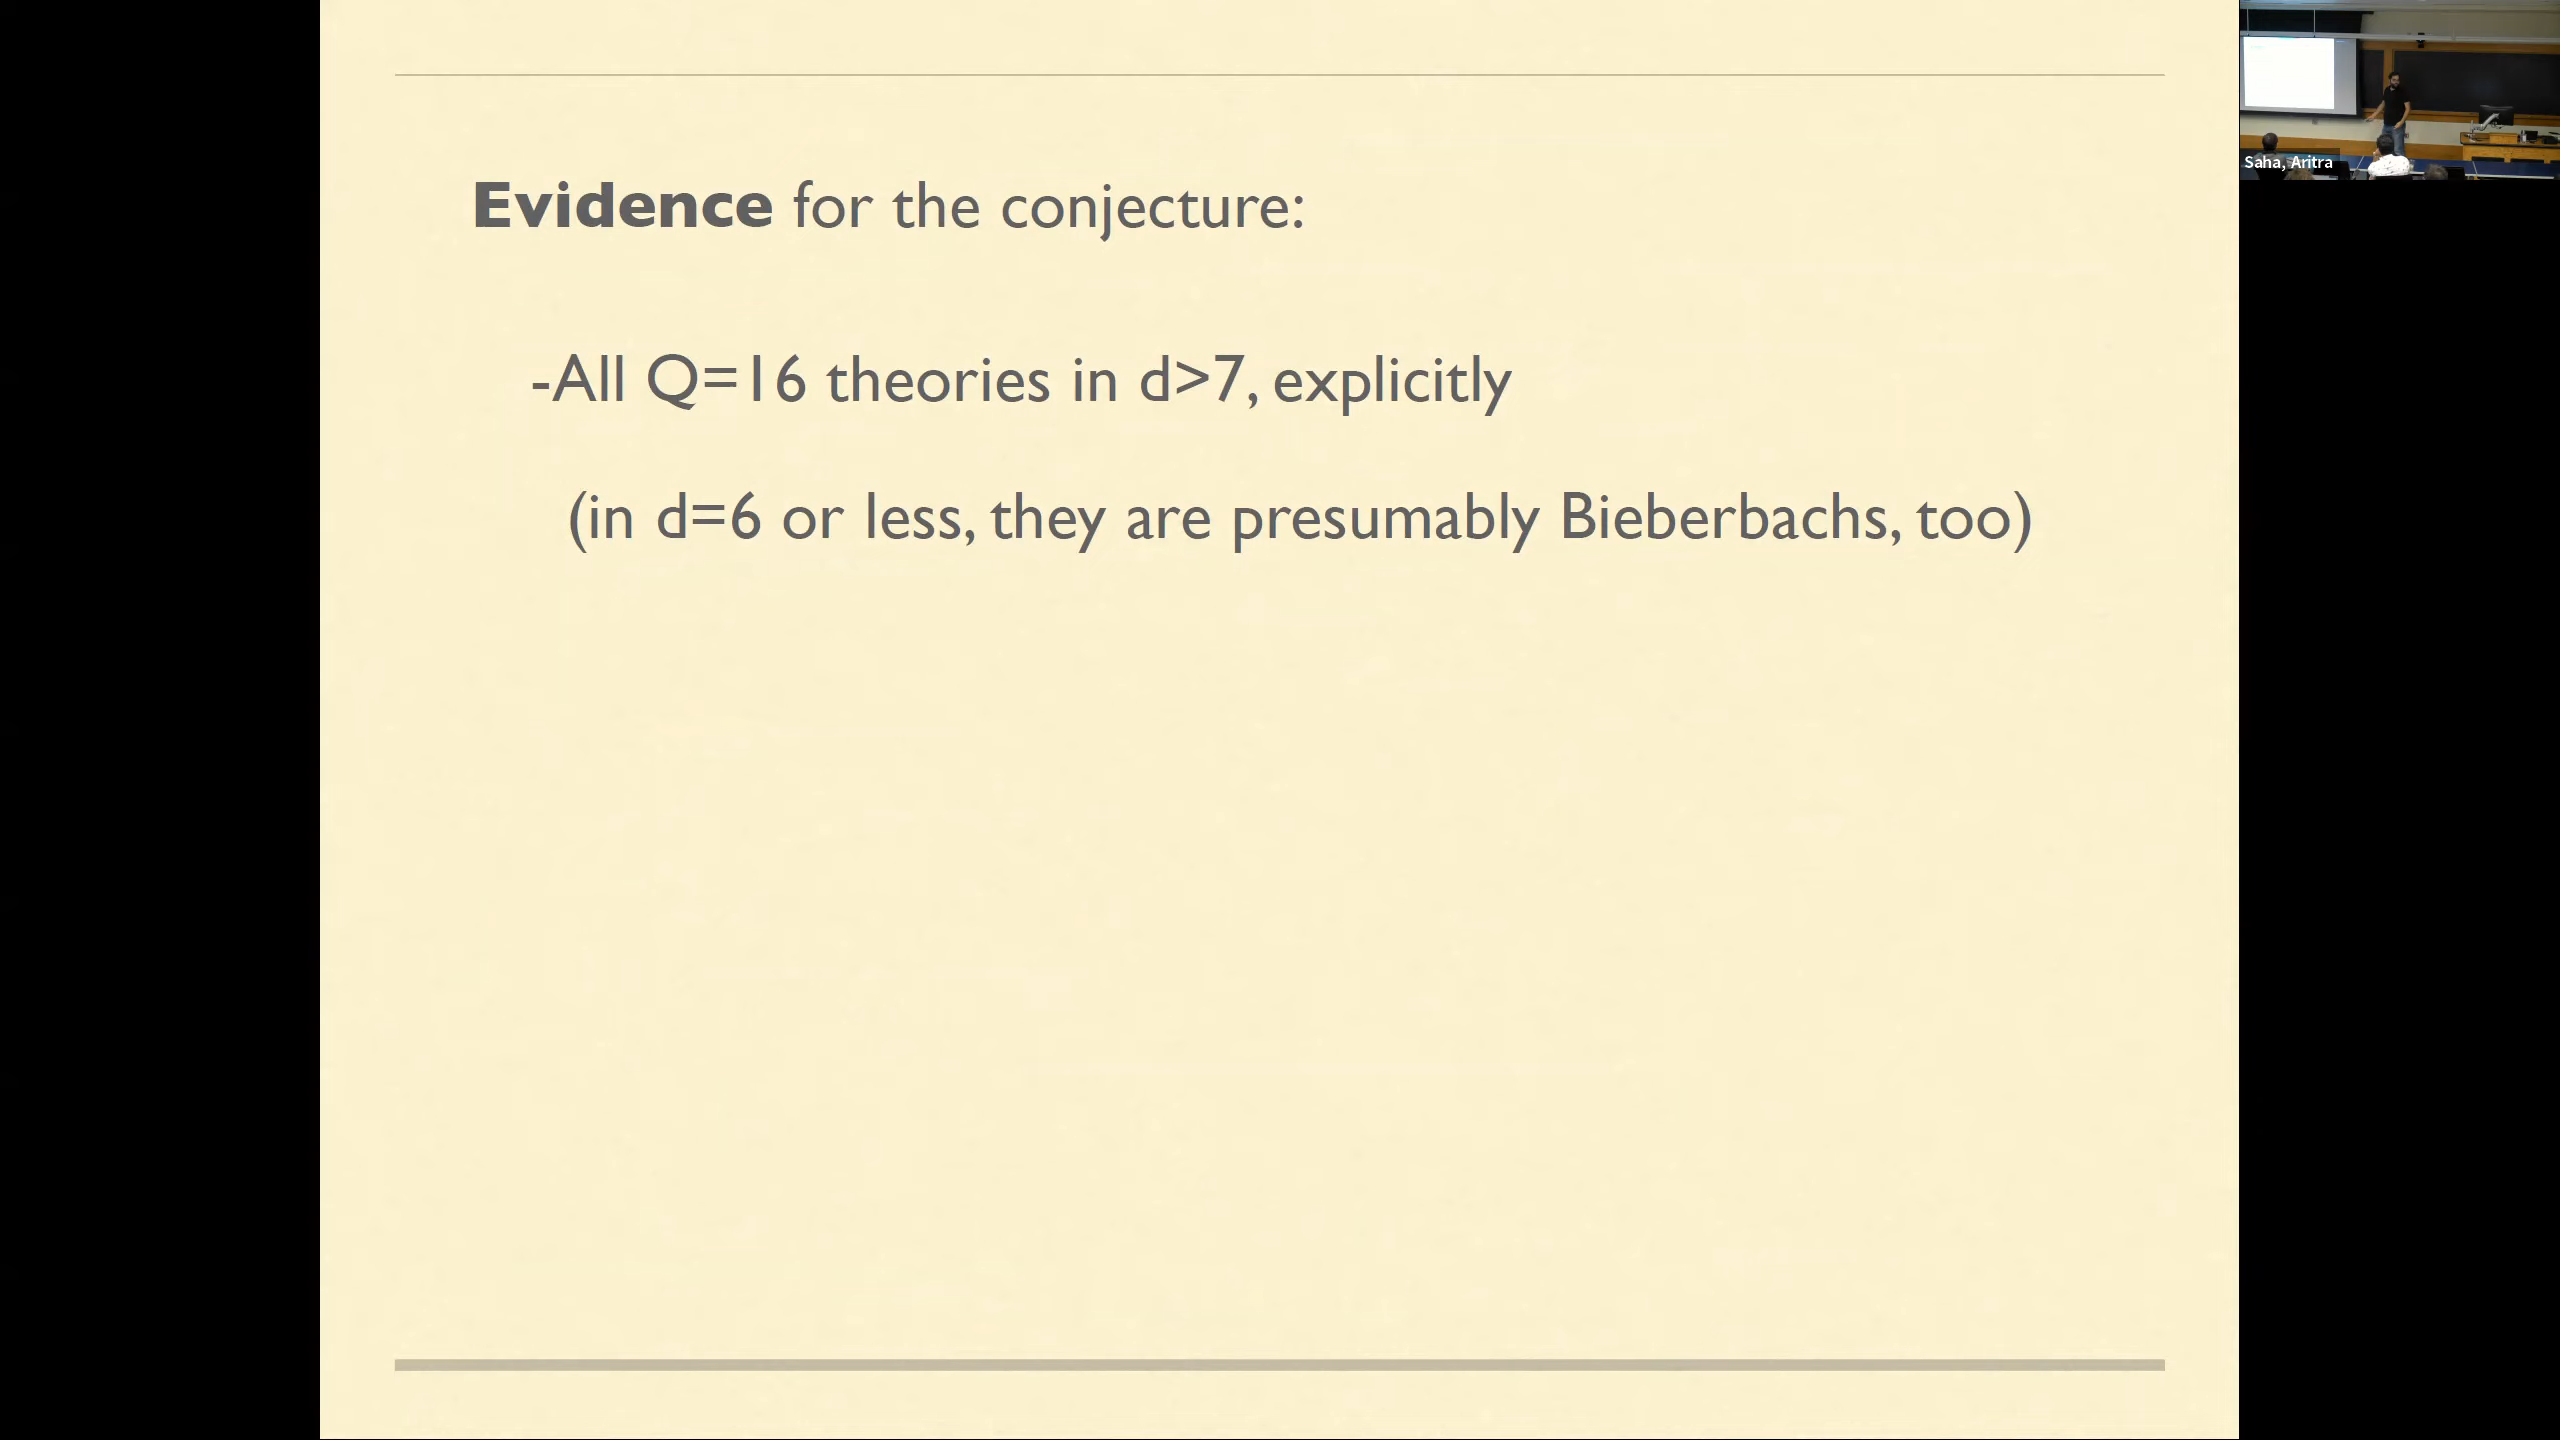 Evidence for the conjecture:
-All Q=16 theories in d>7, explicitly
(in d=6 or less, they are presumably Bieberbachs, too)
Saha, Aritra